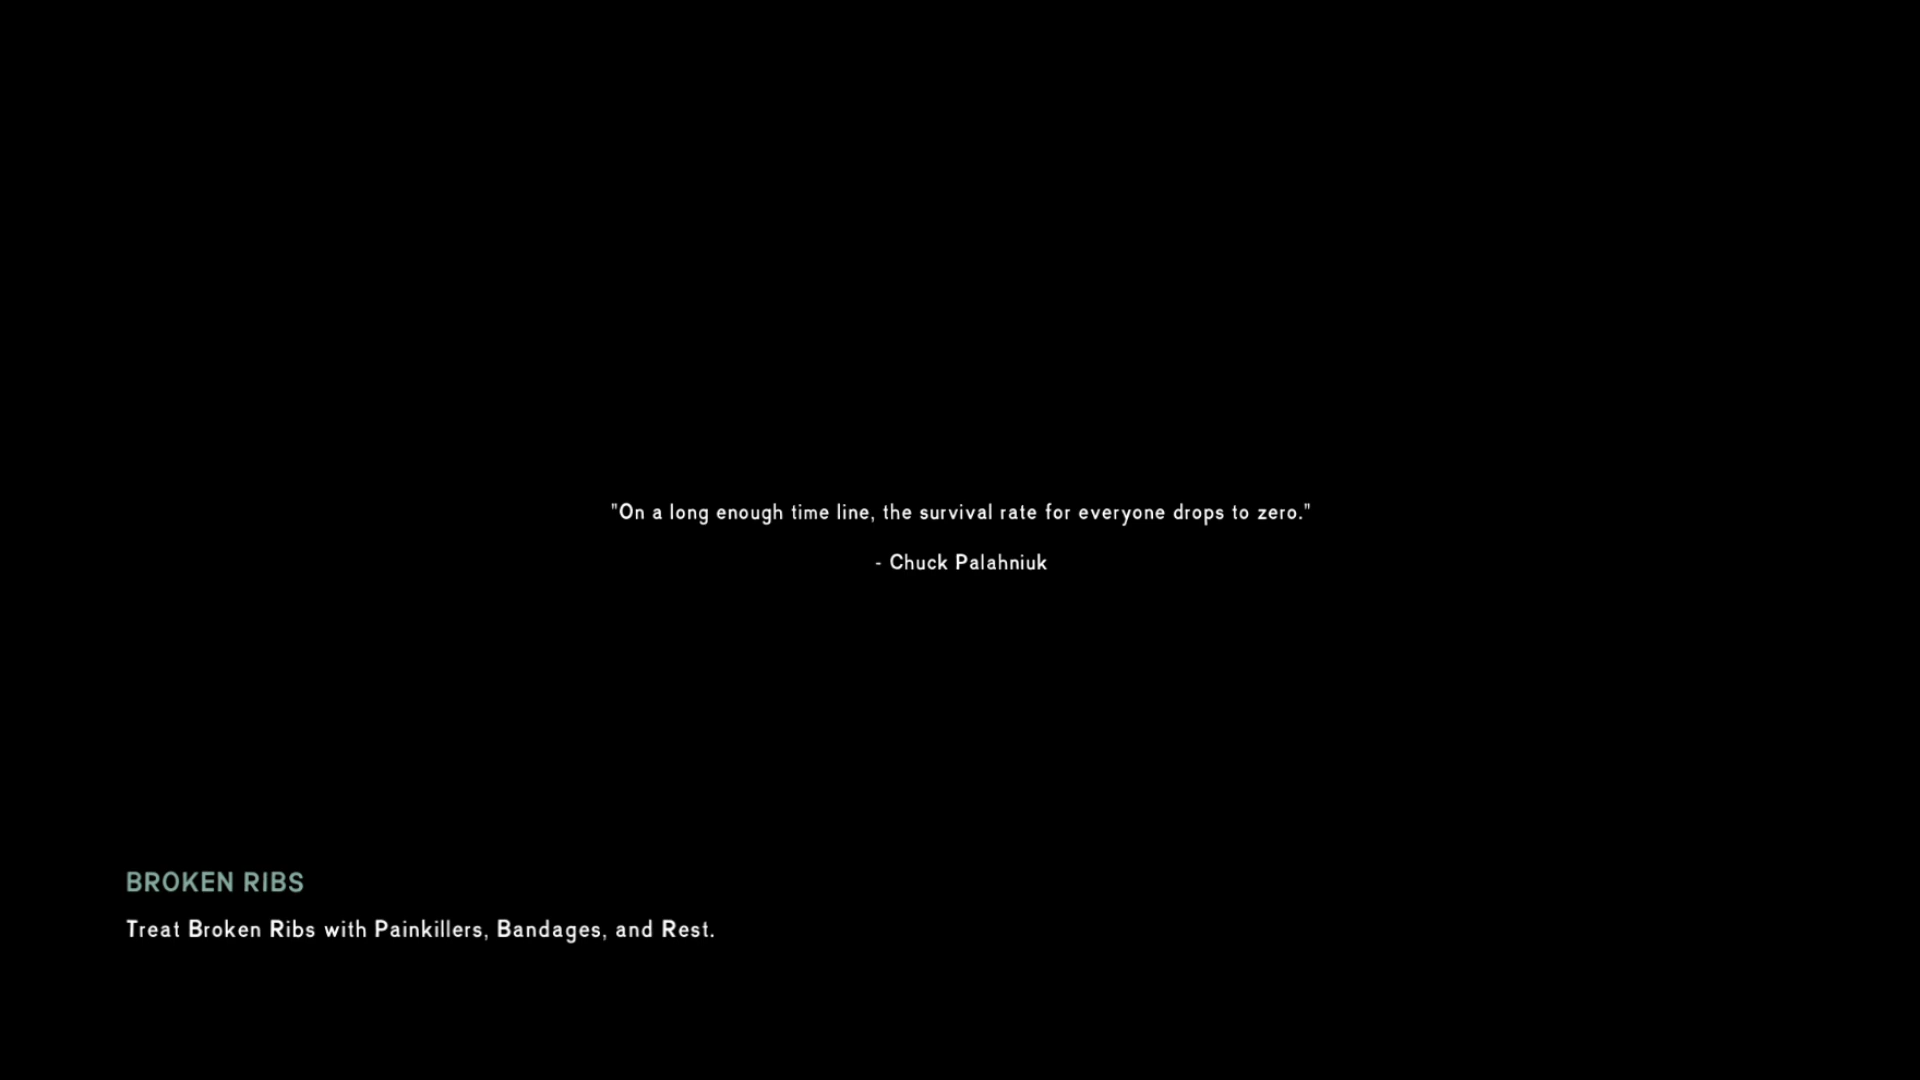 "On a long enough time line, the survival rate for everyone drops to zero."
- Chuck Palahniuk
BROKEN RIBS
Treat Broken Ribs with Painkillers, Bandages, and Rest.